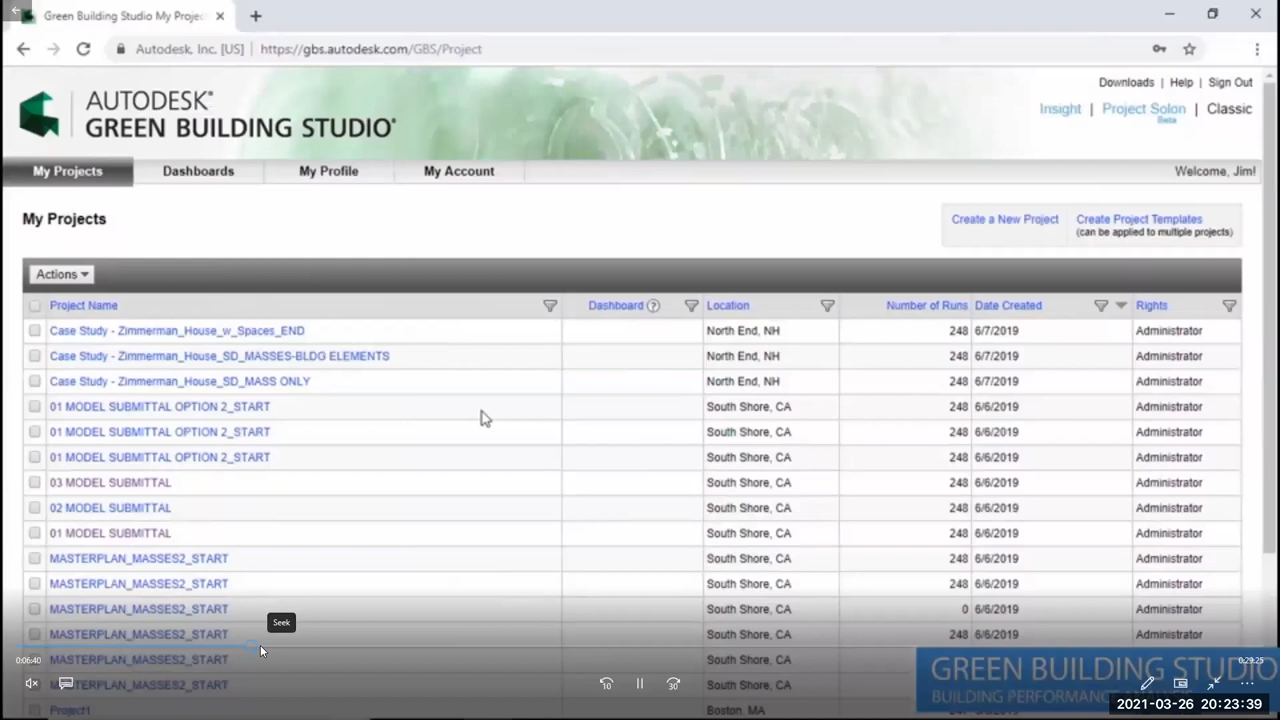 Green Building Studio My Projec
Autodesk, Inc. [US] | https://gbs.autodesk.com/GBS/Project
Downloads | Help | Sign Out
AUTODESK®
GREEN BUILDING STUDIO®
Insight | Project Solon | Classic
Beta
My Projects Dashboards My Profile My Account Welcome, Jim!
My Projects
Create a New Project Create Project Templates
(can be applied to multiple projects)
Actions
Project Name Dashboard ? Location Number of Runs Date Created Rights
Case Study - Zimmerman_House_w_Spaces_END North End, NH 248 6/7/2019 Administrator
Case Study - Zimmerman_House_SD_MASSES-BLDG ELEMENTS North End, NH 248 6/7/2019 Administrator
Case Study - Zimmerman_House_SD_MASS ONLY North End, NH 248 6/7/2019 Administrator
01 MODEL SUBMITTAL OPTION 2_START South Shore, CA 248 6/6/2019 Administrator
01 MODEL SUBMITTAL OPTION 2_START South Shore, CA 248 6/6/2019 Administrator
01 MODEL SUBMITTAL OPTION 2_START South Shore, CA 248 6/6/2019 Administrator
03 MODEL SUBMITTAL South Shore, CA 248 6/6/2019 Administrator
02 MODEL SUBMITTAL South Shore, CA 248 6/6/2019 Administrator
01 MODEL SUBMITTAL South Shore, CA 248 6/6/2019 Administrator
MASTERPLAN_MASSES2_START South Shore, CA 248 6/6/2019 Administrator
MASTERPLAN_MASSES2_START South Shore, CA 248 6/6/2019 Administrator
MASTERPLAN_MASSES2_START South Shore, CA 0 6/6/2019 Administrator
Seek
MASTERPLAN_MASSES2_START South Shore, CA 248 6/6/2019 Administrator
0:06:40 MASTERPLAN_MASSES2_START South Shore, CA 0:29:25
MASTERPLAN_MASSES2_START South Shore, CA
10 30
GREEN BUILDING STUDIO
BUILDING PERFORMANCE
Project1 Boston, MA
2021-03-26 20:23:39